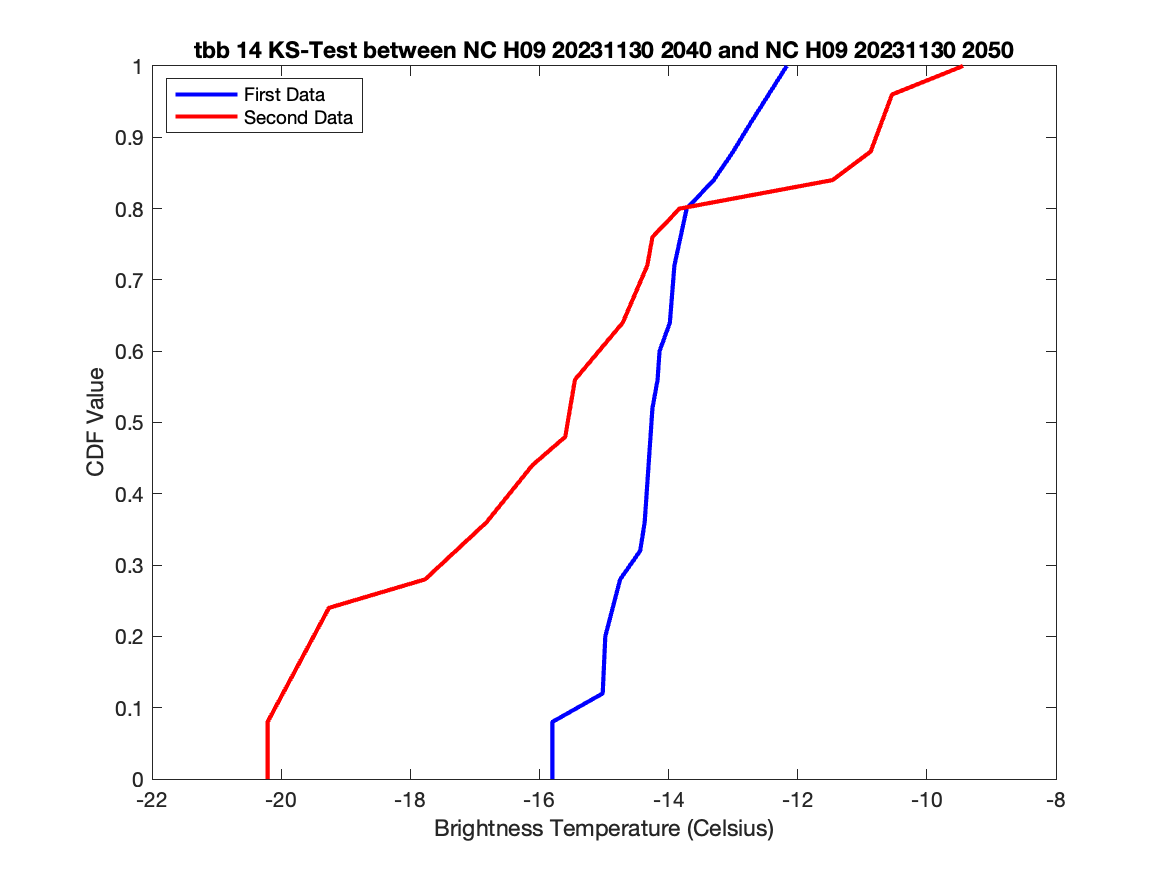 tbb 14 KS-Test between NC H09 20231130 2040 and NC H09 20231130 2050
First Data
Second Data
CDF Value
1
0.9
0.8
0.7
0.6
0.5
0.4
0.3
0.2
0.1
0
-22 -20 -18 -16 -14 -12 -10 -8
Brightness Temperature (Celsius)